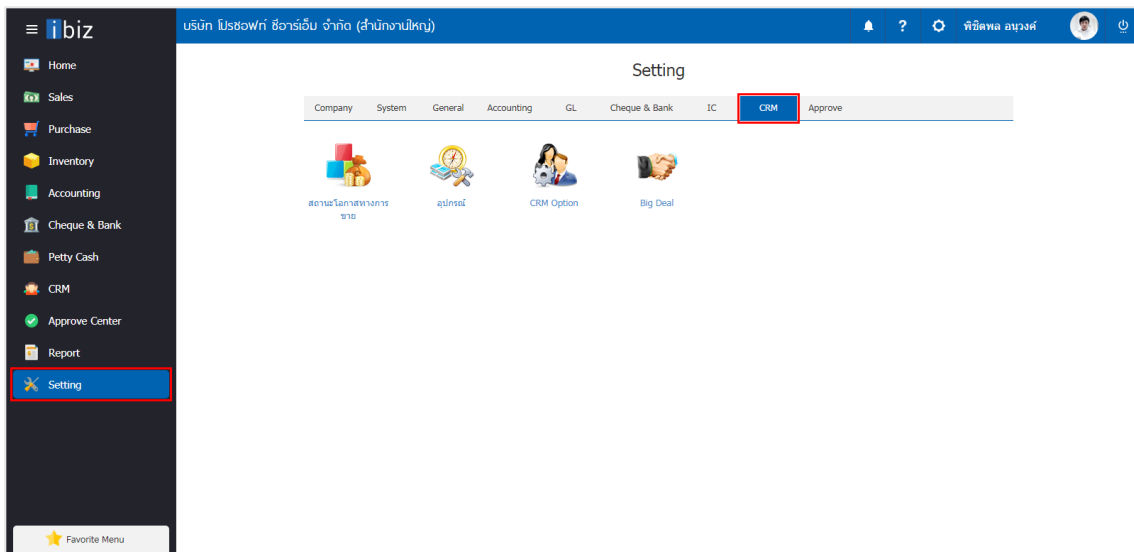 ≡ ibiz
บริษัท โปรซอฟท์ ซีอาร์เอ็ม จำกัด (สำนักงานใหญ่)
? พิชิตพล อนุวงศ์
Home
Sales
Purchase
Inventory
Accounting
Cheque & Bank
Petty Cash
CRM
Approve Center
Report
Setting
Favorite Menu
Setting
Company System General Accounting GL Cheque & Bank IC CRM Approve
สถานะโอกาสทางการ
ขาย
อุปกรณ์
CRM Option
Big Deal